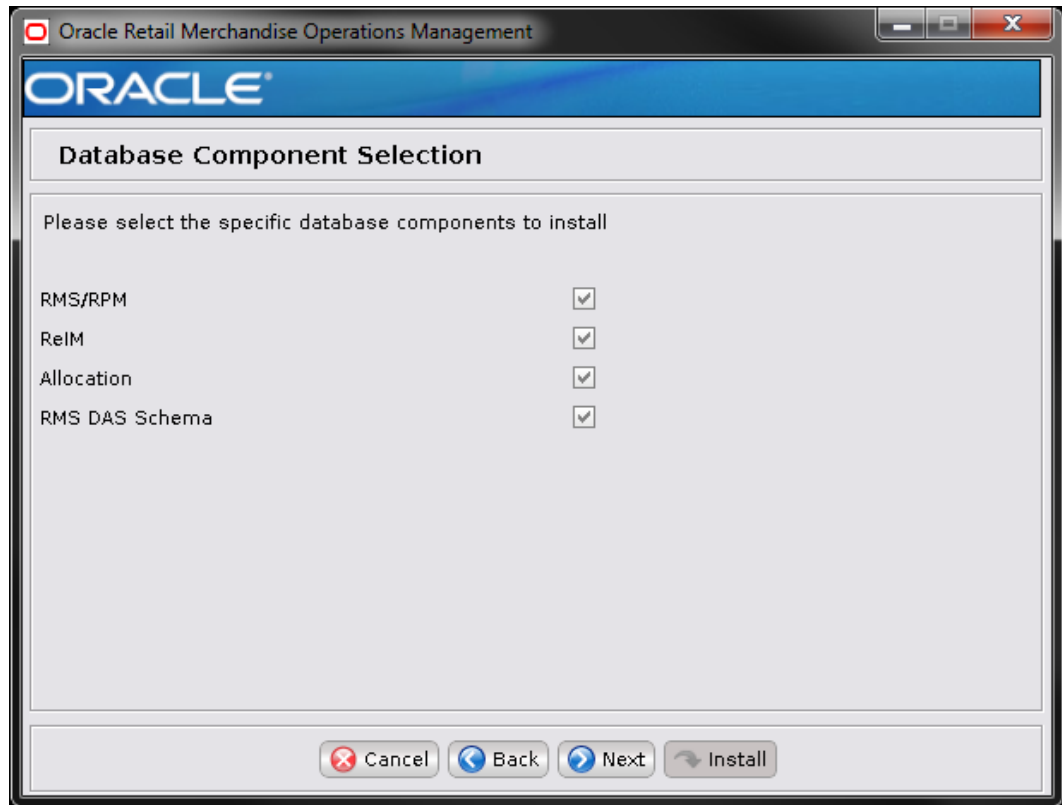 Oracle Retail Merchandise Operations Management
ORACLE®
Database Component Selection
Please select the specific database components to install
RMS/RPM
ReIM
Allocation
RMS DAS Schema
Cancel Back Next Install